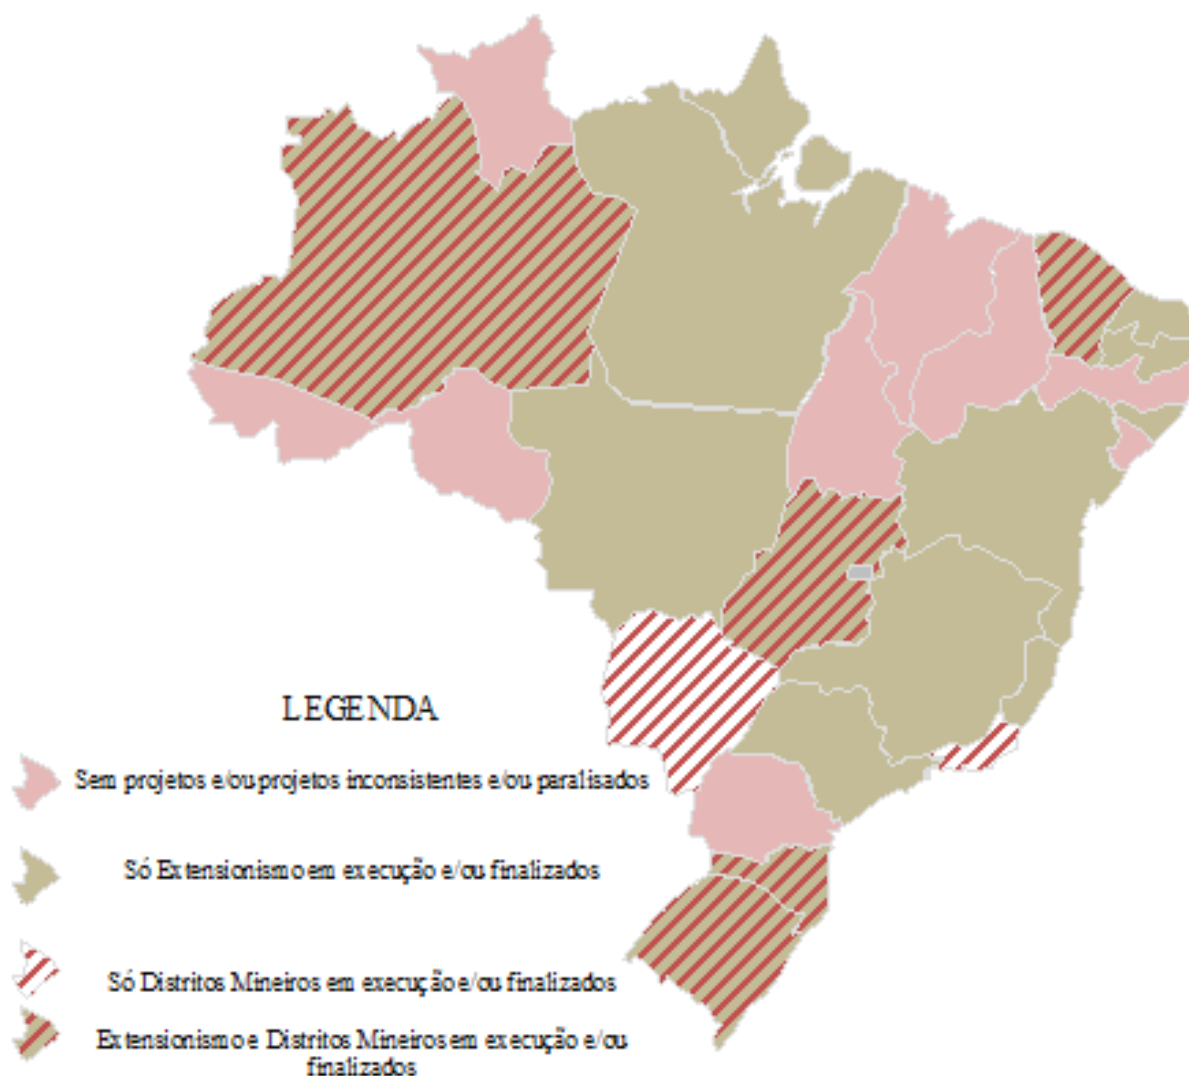 LEGENDA
Sem projetos e/ou projetos inconsistentes e/ou paralisados
Só Extensionismo em execução e/ou finalizados
Só Distritos Mineiros em execução e/ou finalizados
Extensionismo e Distritos Mineiros em execução e/ou
finalizados